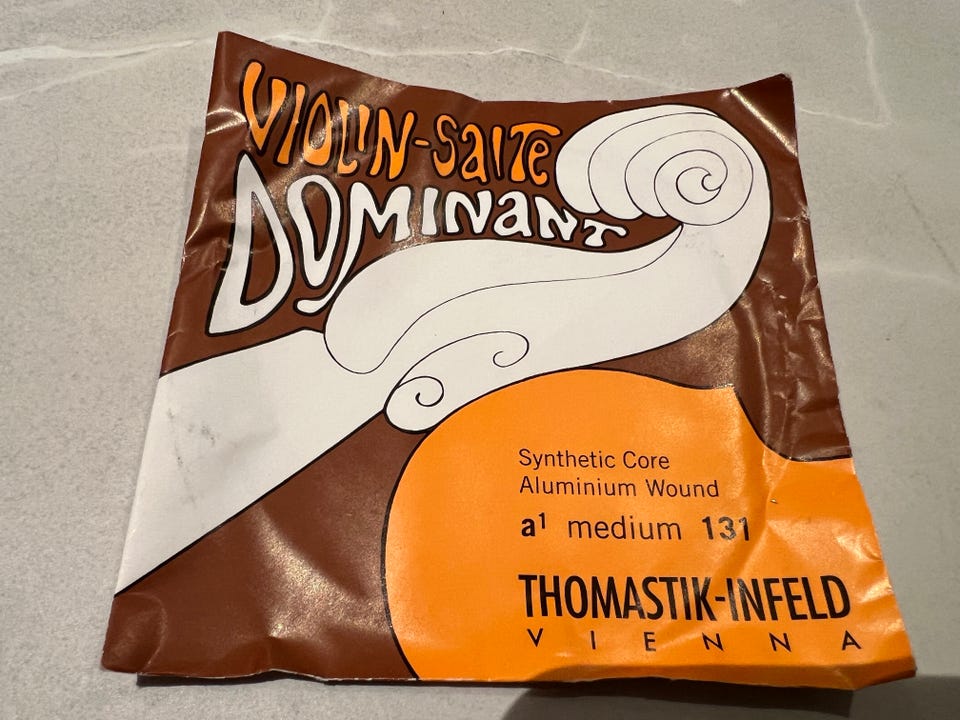 VIOLIN-SaITE
DOMINaNT
Synthetic Core
Aluminium Wound
a¹ medium 131
THOMASTIK-INFELD
VIENNA